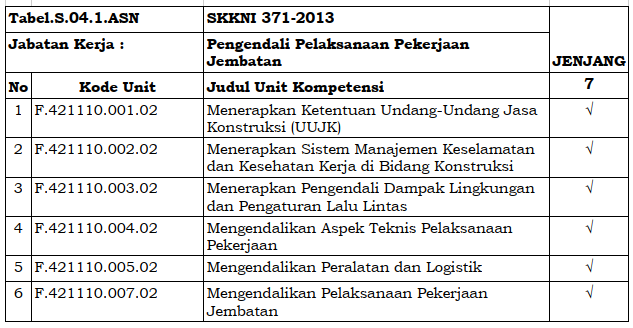 Tabel.S.04.1.ASN SKKNI 371-2013
Jabatan Kerja : Pengendali Pelaksanaan Pekerjaan
Jembatan JENJANG
No Kode Unit Judul Unit Kompetensi 7
1 F.421110.001.02 Menerapkan Ketentuan Undang-Undang Jasa √
Konstruksi (UUJK)
2 F.421110.002.02 Menerapkan Sistem Manajemen Keselamatan √
dan Kesehatan Kerja di Bidang Konstruksi
3 F.421110.003.02 Menerapkan Pengendali Dampak Lingkungan √
dan Pengaturan Lalu Lintas
4 F.421110.004.02 Mengendalikan Aspek Teknis Pelaksanaan √
Pekerjaan
5 F.421110.005.02 Mengendalikan Peralatan dan Logistik √
6 F.421110.007.02 Mengendalikan Pelaksanaan Pekerjaan √
Jembatan